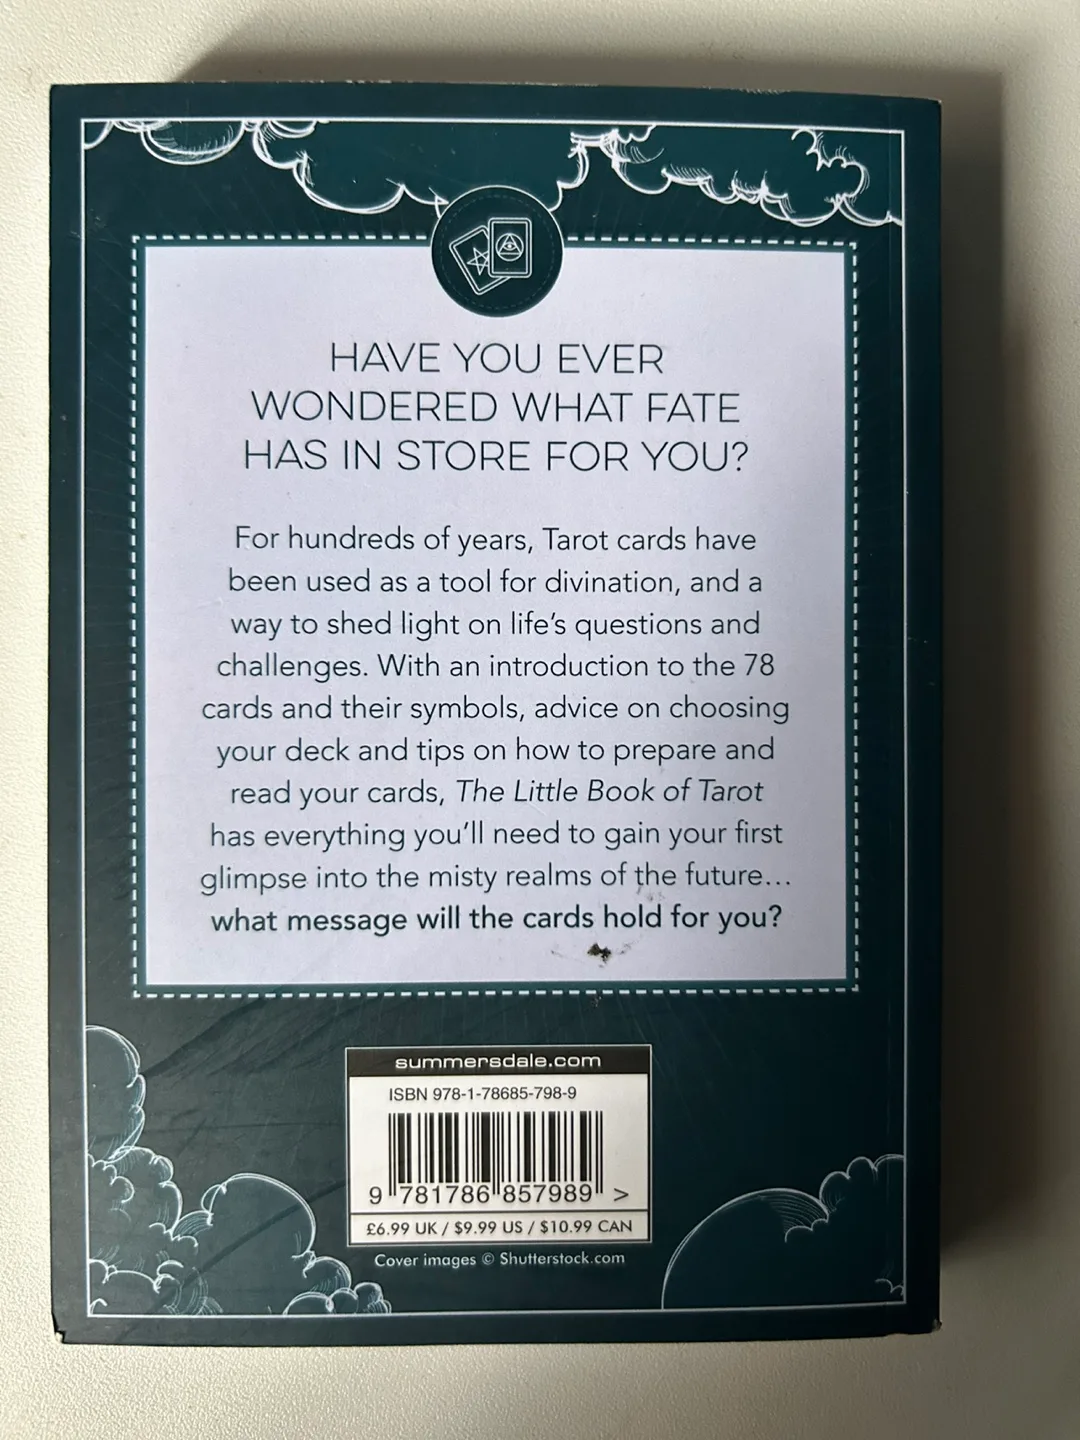 HAVE YOU EVER
WONDERED WHAT FATE
HAS IN STORE FOR YOU?
For hundreds of years, Tarot cards have
been used as a tool for divination, and a
way to shed light on life's questions and
challenges. With an introduction to the 78
cards and their symbols, advice on choosing
your deck and tips on how to prepare and
read your cards, The Little Book of Tarot
has everything you'll need to gain your first
glimpse into the misty realms of the future...
what message will the cards hold for you?
summersdale.com
ISBN 978-1-78685-798-9
9 781786 857989 >
£6.99 UK / $9.99 US / $10.99 CAN
Cover images © Shutterstock.com